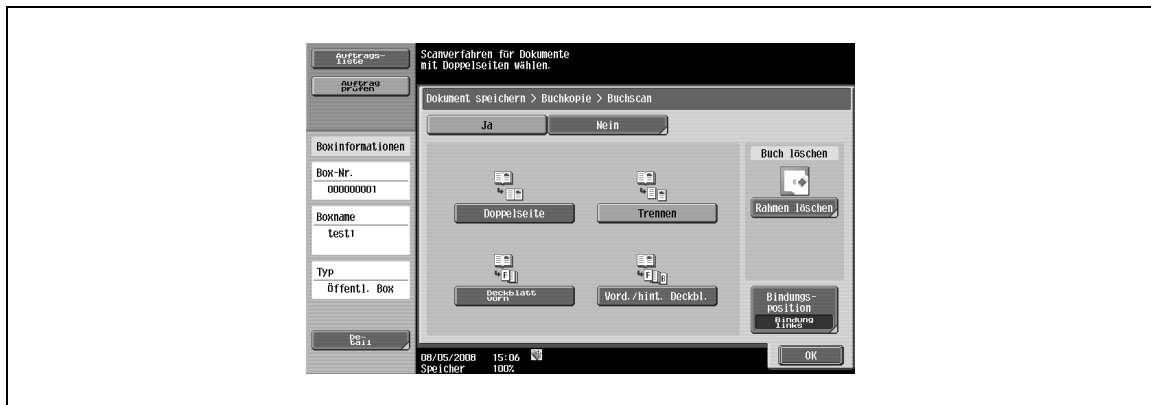 Auftrags-
liste
Auftrag
prüfen
Scanverfahren für Dokumente
mit Doppelseiten wählen.
Dokument speichern > Buchkopie > Buchscan
Ja
Nein
Boxinformationen
Box-Nr.
000000001
Boxname
test1
Typ
Öffentl. Box
De-
tail
Doppelseite
Trennen
F
Deckblatt
vorn
F
B
Vord./hint. Deckbl.
Buch löschen
Rahmen löschen
Bindungs-
position
Bindung
links
08/05/2008 15:06
Speicher 100%
OK